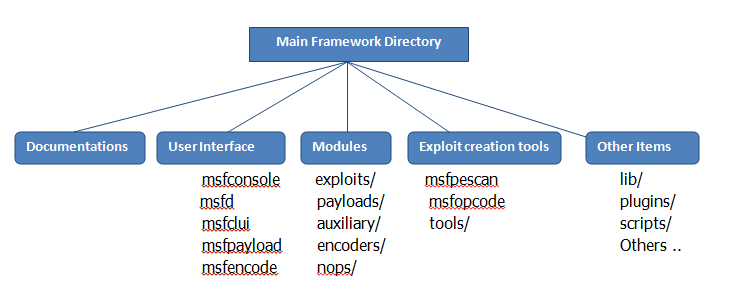 Main Framework Directory
Documentations
User Interface
Modules
Exploit creation tools
Other Items
msfconsole
msfd
msfclui
msfpayload
msfencode
exploits/
payloads/
auxiliary/
encoders/
nops/
msfpescan
msfopcode
tools/
lib/
plugins/
scripts/
Others ..